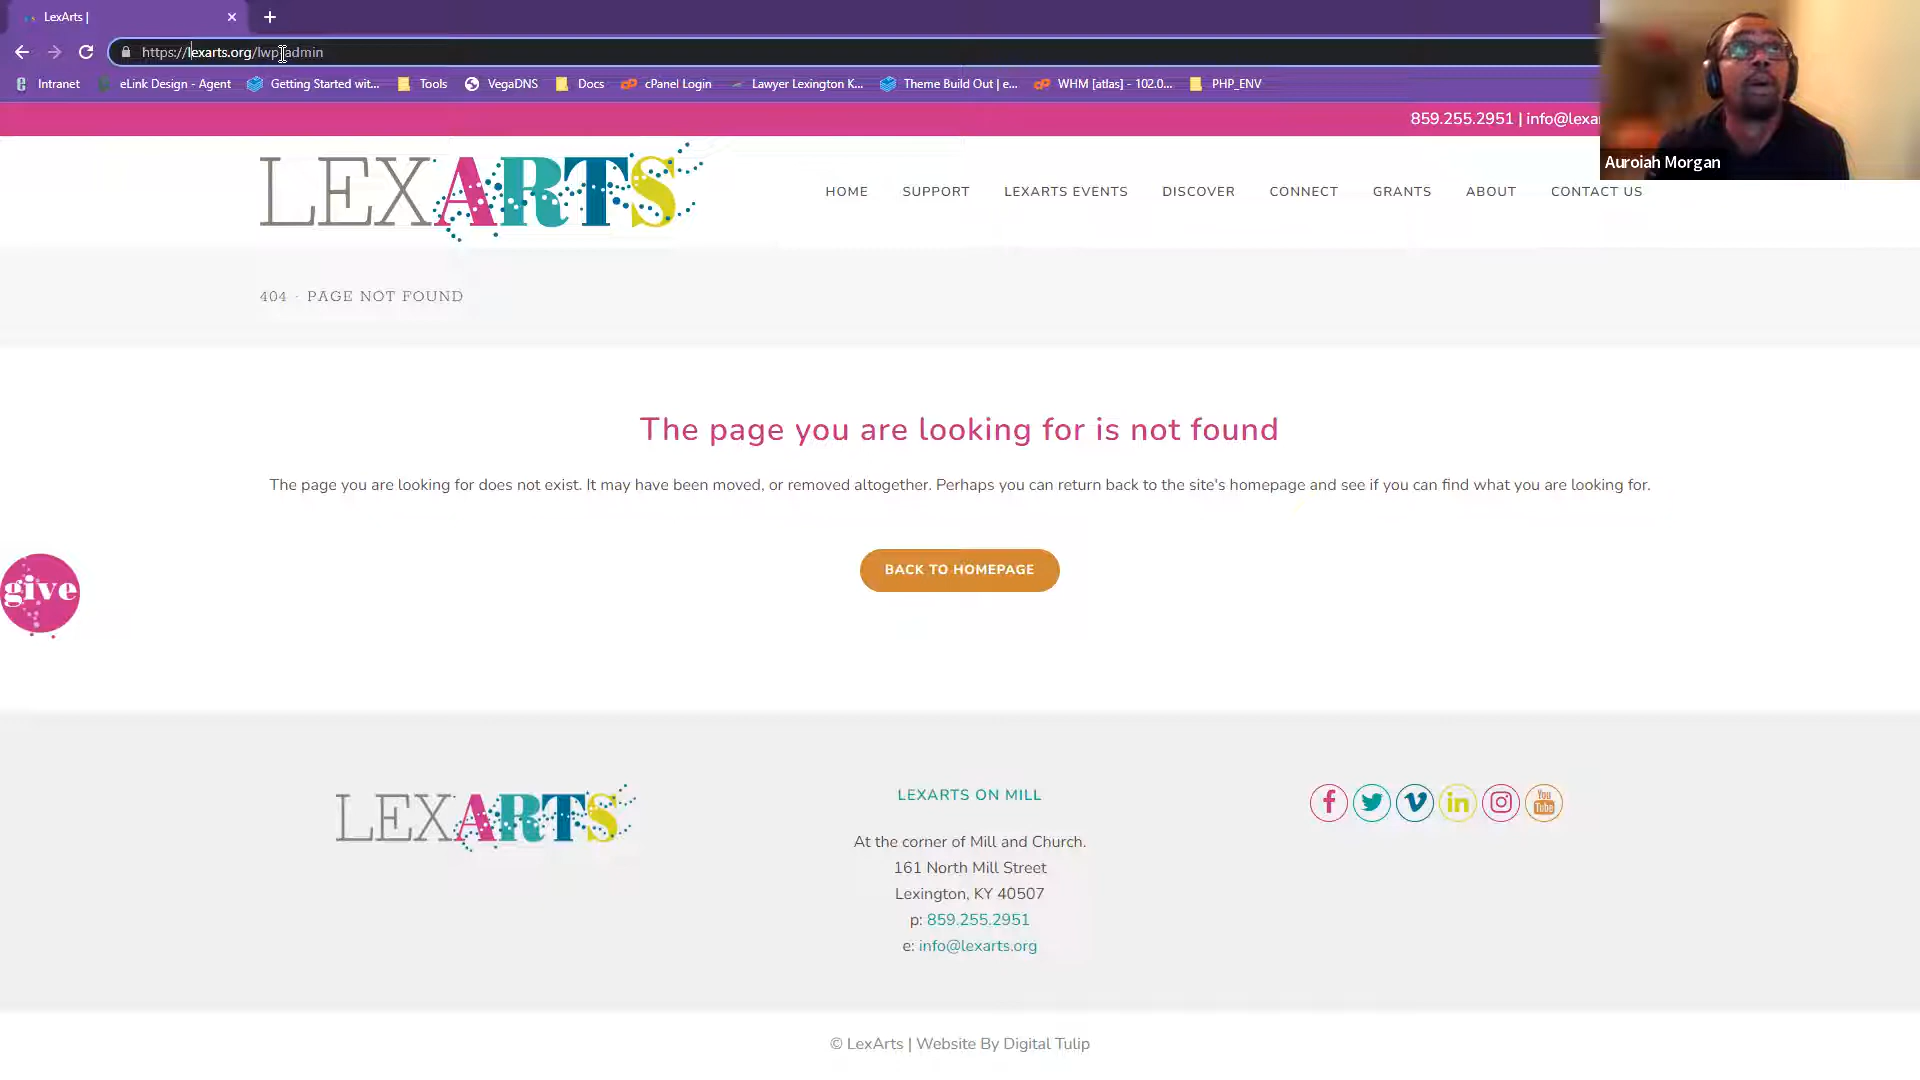 LexArts |
https://lexarts.org/lwp-admin
Intranet
eLink Design - Agent
Getting Started wit...
Tools
VegaDNS
Docs
cPanel Login
Lawyer Lexington K...
Theme Build Out | e...
WHM [atlas] - 102.0...
PHP_ENV
859.255.2951 | info@lexar
Auroiah Morgan
LEXARTS
HOME
SUPPORT
LEXARTS EVENTS
DISCOVER
CONNECT
GRANTS
ABOUT
CONTACT US
404 - PAGE NOT FOUND
The page you are looking for is not found
The page you are looking for does not exist. It may have been moved, or removed altogether. Perhaps you can return back to the site's homepage and see if you can find what you are looking for.
BACK TO HOMEPAGE
give
LEXARTS
LEXARTS ON MILL
At the corner of Mill and Church.
161 North Mill Street
Lexington, KY 40507
p: 859.255.2951
e: info@lexarts.org
You
Tube
© LexArts | Website By Digital Tulip